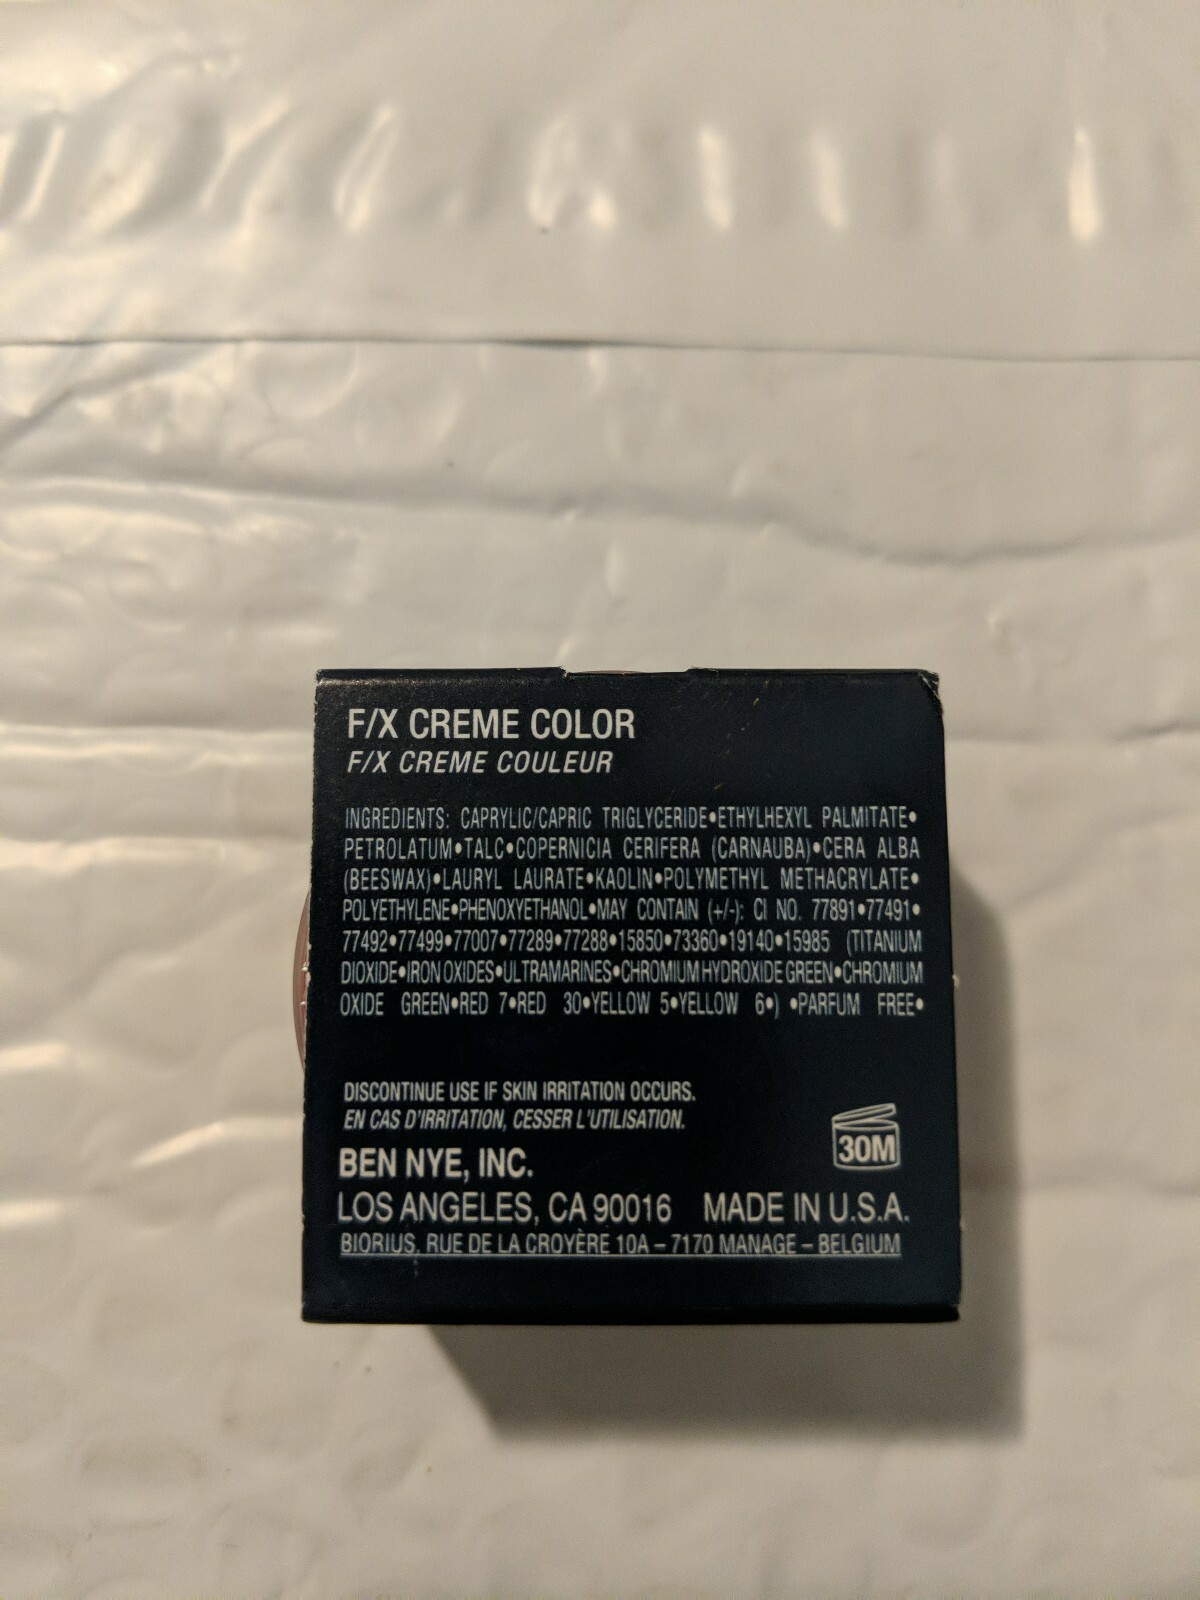 F/X CREME COLOR
F/X CREME COULEUR
INGREDIENTS: CAPRYLIC/CAPRIC TRIGLYCERIDE•ETHYLHEXYL PALMITATE•
PETROLATUM•TALC•COPERNICIA CERIFERA (CARNAUBA)•CERA ALBA
(BEESWAX)•LAURYL LAURATE•KAOLIN•POLYMETHYL METHACRYLATE•
POLYETHYLENE•PHENOXYETHANOL•MAY CONTAIN (+/-): CI NO. 77891•77491•
77492•77499•77007•77289•77288•15850•73360•19140•15985 (TITANIUM
DIOXIDE•IRON OXIDES•ULTRAMARINES•CHROMIUM HYDROXIDE GREEN•CHROMIUM
OXIDE GREEN•RED 7•RED 30•YELLOW 5•YELLOW 6•) •PARFUM FREE•
DISCONTINUE USE IF SKIN IRRITATION OCCURS.
EN CAS D'IRRITATION, CESSER L'UTILISATION.
30M
BEN NYE, INC.
LOS ANGELES, CA 90016 MADE IN U.S.A.
BIORIUS, RUE DE LA CROYÈRE 10A – 7170 MANAGE – BELGIUM